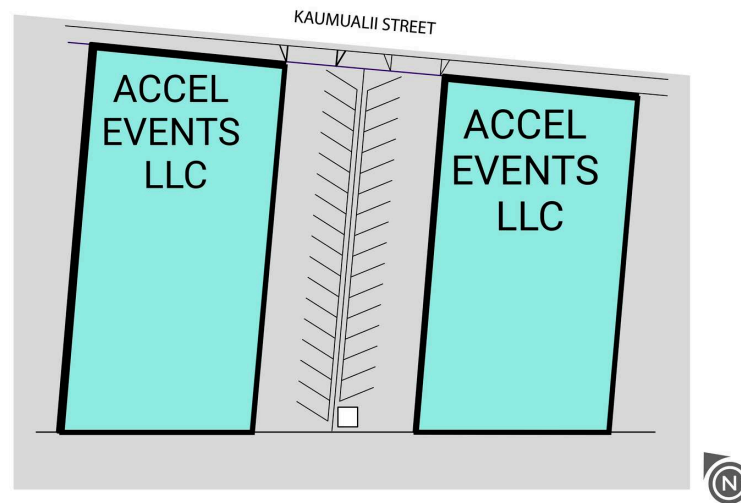 KAUMUALII STREET
ACCEL
EVENTS
LLC
ACCEL
EVENTS
LLC
N